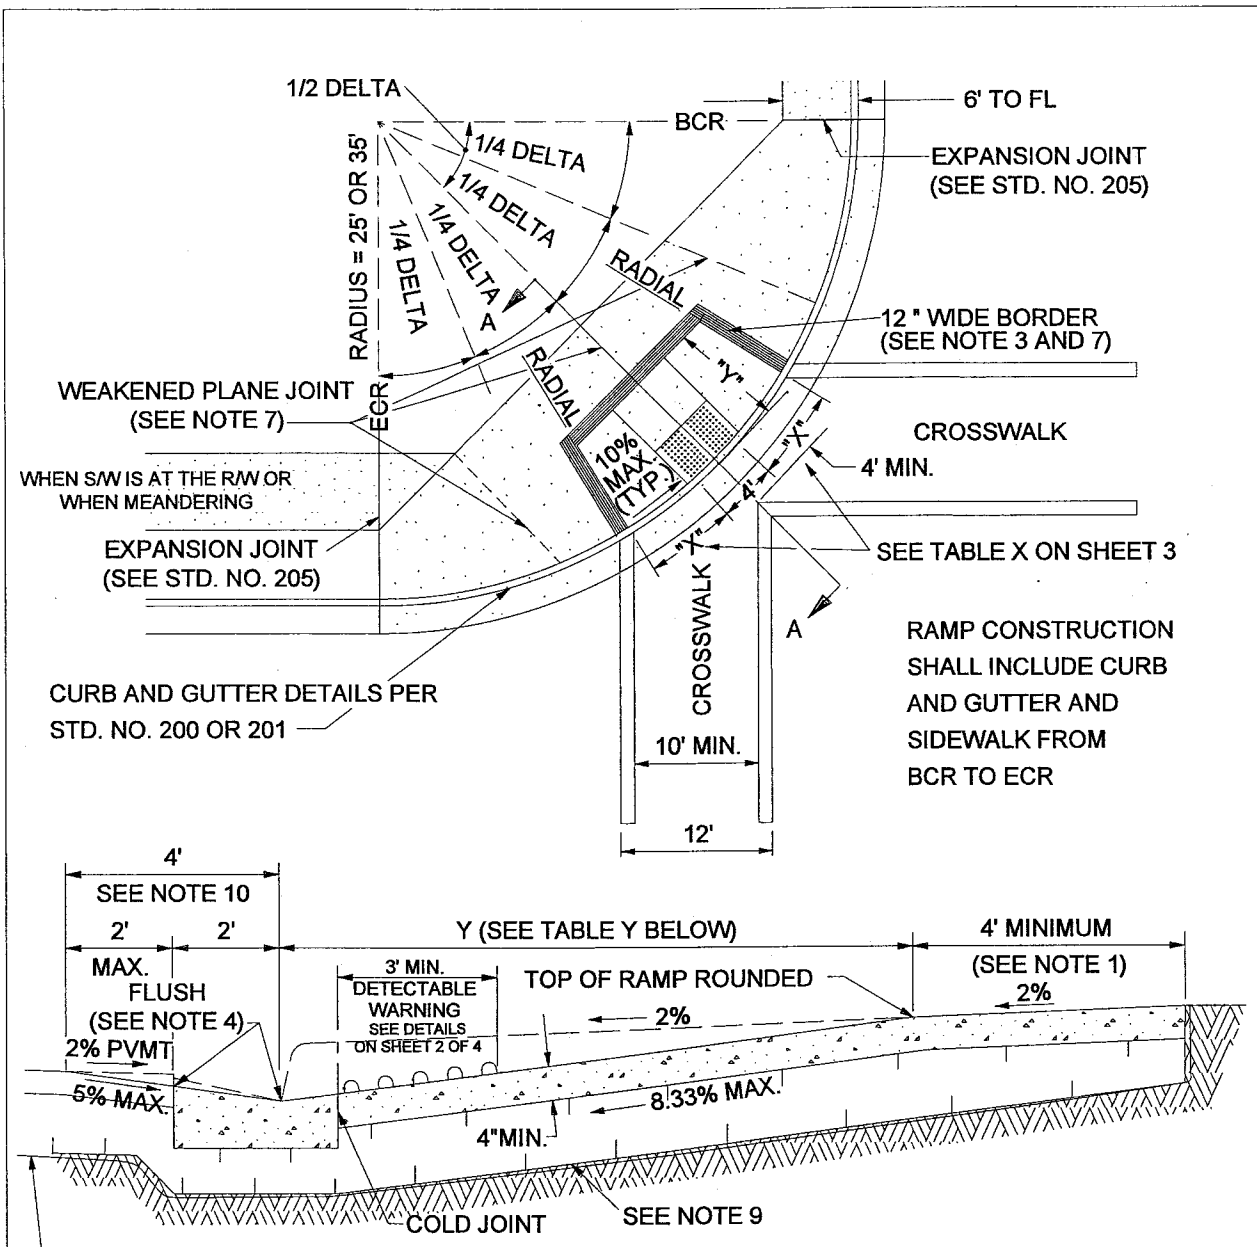 1/2 DELTA
BCR
6' TO FL
1/4 DELTA
EXPANSION JOINT
(SEE STD. NO. 205)
1/4 DELTA
1/4 DELTA
1/4 DELTA
RADIUS = 25' OR 35'
A
RADIAL
12 " WIDE BORDER
(SEE NOTE 3 AND 7)
RADIAL
"Y"
WEAKENED PLANE JOINT
(SEE NOTE 7)
ECR
10%
MAX.
(TYP.)
"X"
CROSSWALK
4' MIN.
4'
WHEN S/W IS AT THE R/W OR
WHEN MEANDERING
EXPANSION JOINT
(SEE STD. NO. 205)
"X"
SEE TABLE X ON SHEET 3
CROSSWALK
A
RAMP CONSTRUCTION
SHALL INCLUDE CURB
AND GUTTER AND
SIDEWALK FROM
BCR TO ECR
CURB AND GUTTER DETAILS PER
STD. NO. 200 OR 201
10' MIN.
12'
4'
SEE NOTE 10
2'
2'
Y (SEE TABLE Y BELOW)
4' MINIMUM
(SEE NOTE 1)
MAX.
FLUSH
(SEE NOTE 4)
3' MIN.
DETECTABLE
WARNING
SEE DETAILS
ON SHEET 2 OF 4
TOP OF RAMP ROUNDED
2%
2%
2% PVMT
5% MAX.
8.33% MAX.
4"MIN.
COLD JOINT
SEE NOTE 9